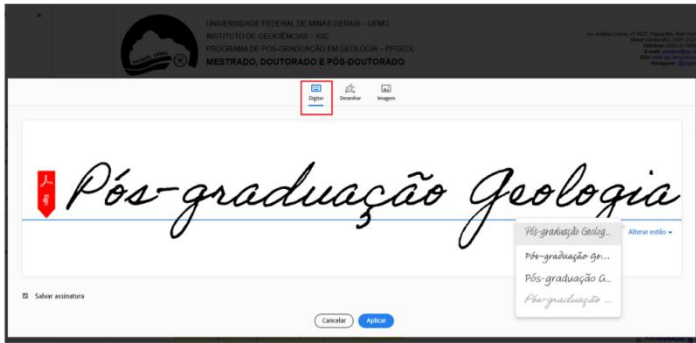 UNIVERSIDADE FEDERAL DE MINAS GERAIS – UFMG
INSTITUTO DE GEOCIÊNCIAS – IGC
PROGRAMA DE PÓS-GRADUAÇÃO EM GEOLOGIA – PPGEOL
MESTRADO, DOUTORADO E PÓS-DOUTORADO
Digitar Desenhar Imagem
Pós-graduação Geologia
Alterar estilo
Pós-graduação Geolog...
Pós-graduação Ge...
Pós-graduação G...
Pós-graduação ...
Salvar assinatura
Cancelar Aplicar